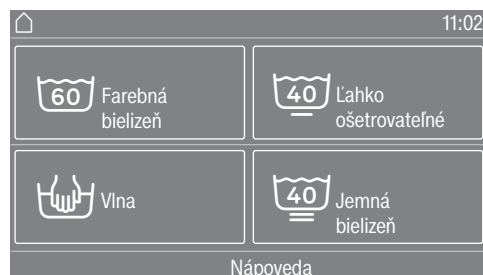 11:02
60 Farebná
bielizeň
40 Ľahko
ošetrovateľné
Vlna
40 Jemná
bielizeň
Nápoveda